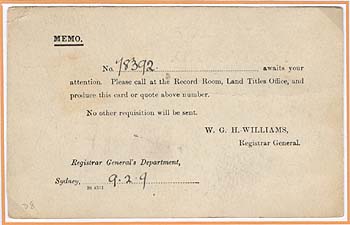 MEMO.
No. 78392 awaits your
attention. Please call at the Record Room, Land Titles Office, and
produce this card or quote above number.
No other requisition will be sent.
W. G. H. WILLIAMS,
Registrar General.
Registrar General's Department,
Sydney, 9.2.9